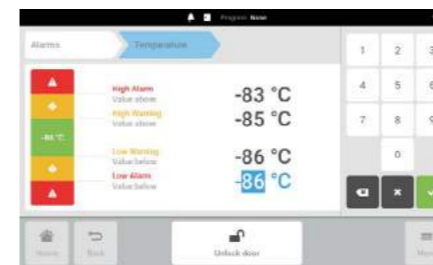 Program: None
Alarms
Temperature
High Alarm
Value above
-83 °C
High Warning
Value above
-85 °C
-86 °C
Low Warning
Value below
-86 °C
Low Alarm
Value below
-86 °C
1 2 3
4 5 6
7 8 9
0
Home
Back
Unlock door